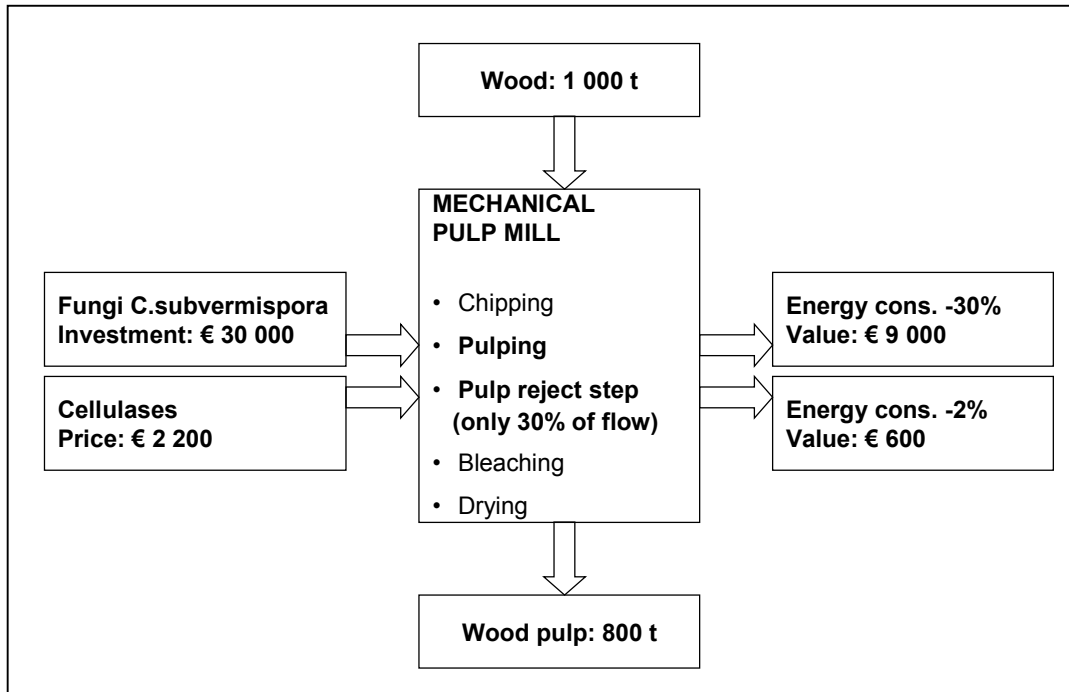 Wood: 1 000 t
MECHANICAL
PULP MILL
• Chipping
• Pulping
• Pulp reject step
(only 30% of flow)
• Bleaching
• Drying
Fungi C.subvermispora
Investment: € 30 000
Cellulases
Price: € 2 200
Energy cons. -30%
Value: € 9 000
Energy cons. -2%
Value: € 600
Wood pulp: 800 t